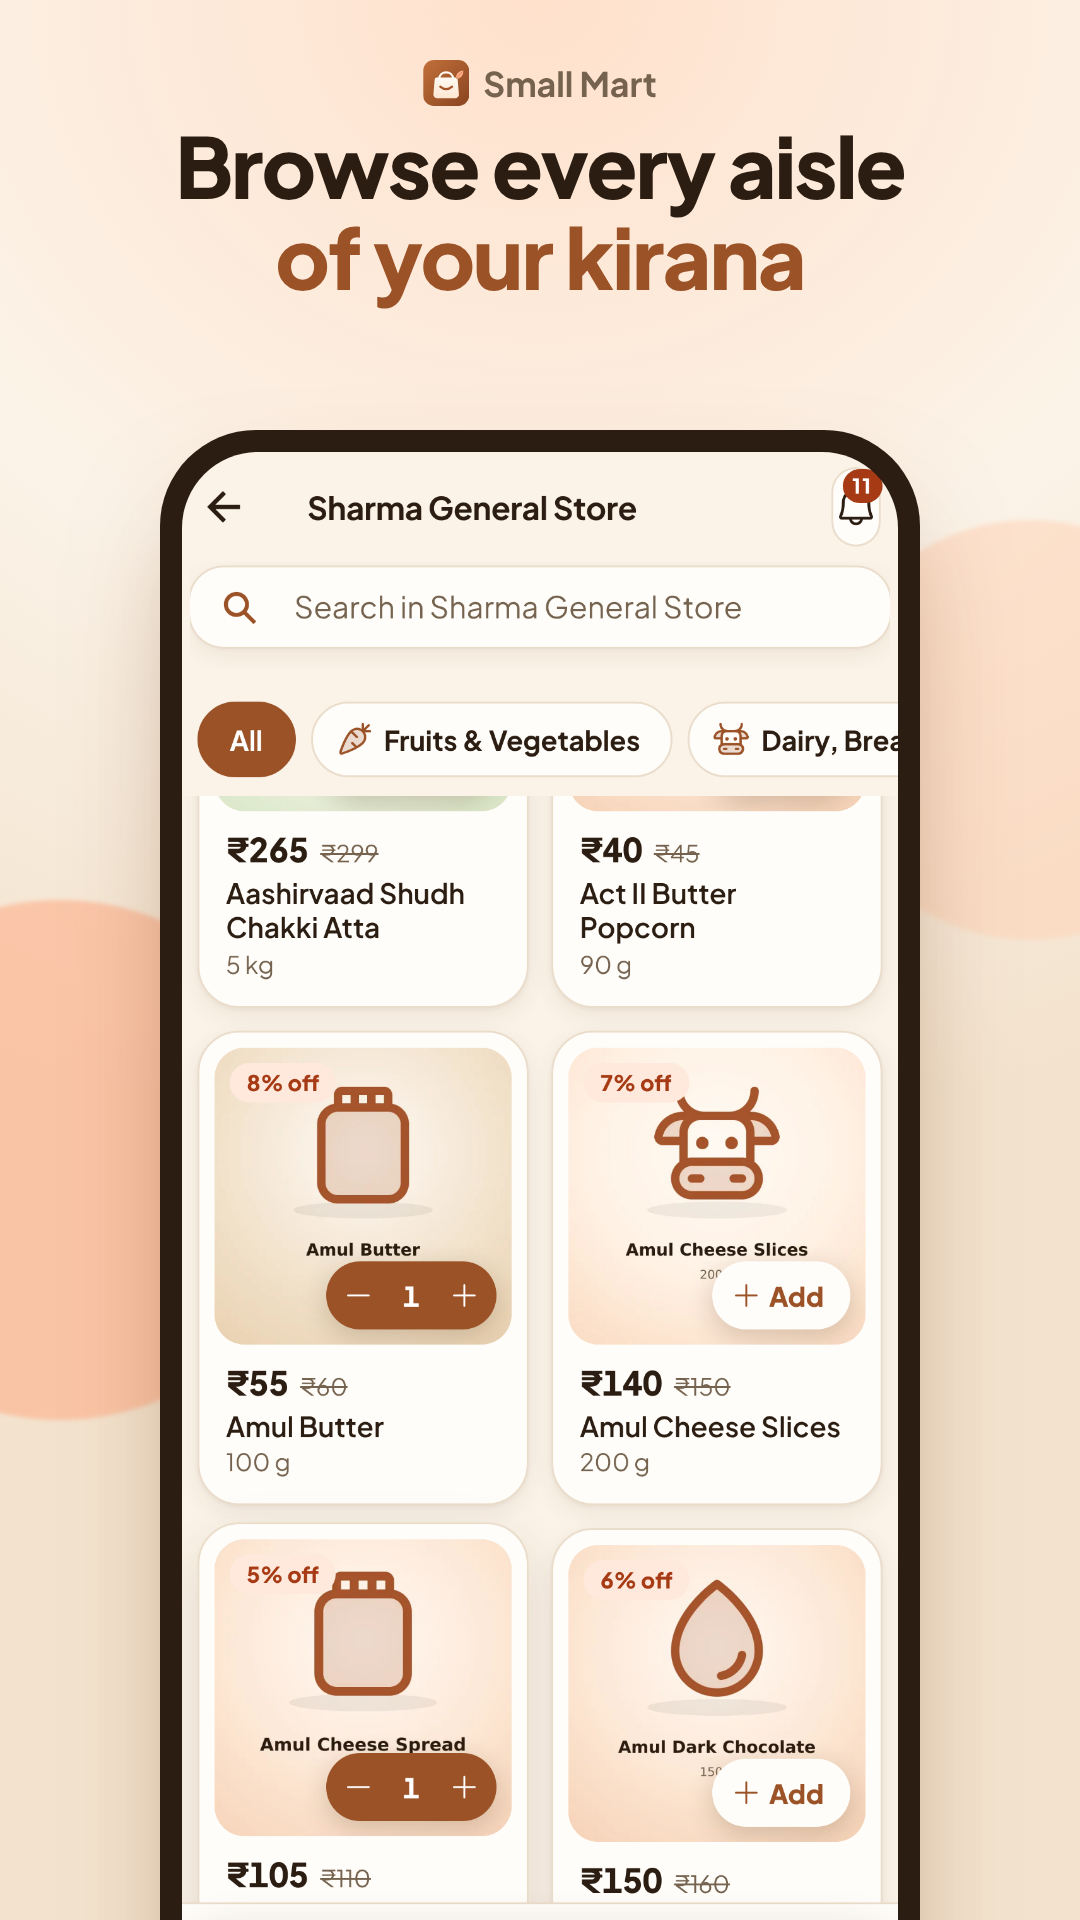 Small Mart
Browse every aisle
of your kirana
Sharma General Store
11
Search in Sharma General Store
All
Fruits & Vegetables
Dairy, Brea
₹265 ₹299
Aashirvaad Shudh
Chakki Atta
5 kg
₹40 ₹45
Act II Butter
Popcorn
90 g
8% off
Amul Butter
1
₹55 ₹60
Amul Butter
100 g
7% off
Amul Cheese Slices
200
Add
₹140 ₹150
Amul Cheese Slices
200 g
5% off
Amul Cheese Spread
1
₹105 ₹110
6% off
Amul Dark Chocolate
150
Add
₹150 ₹160